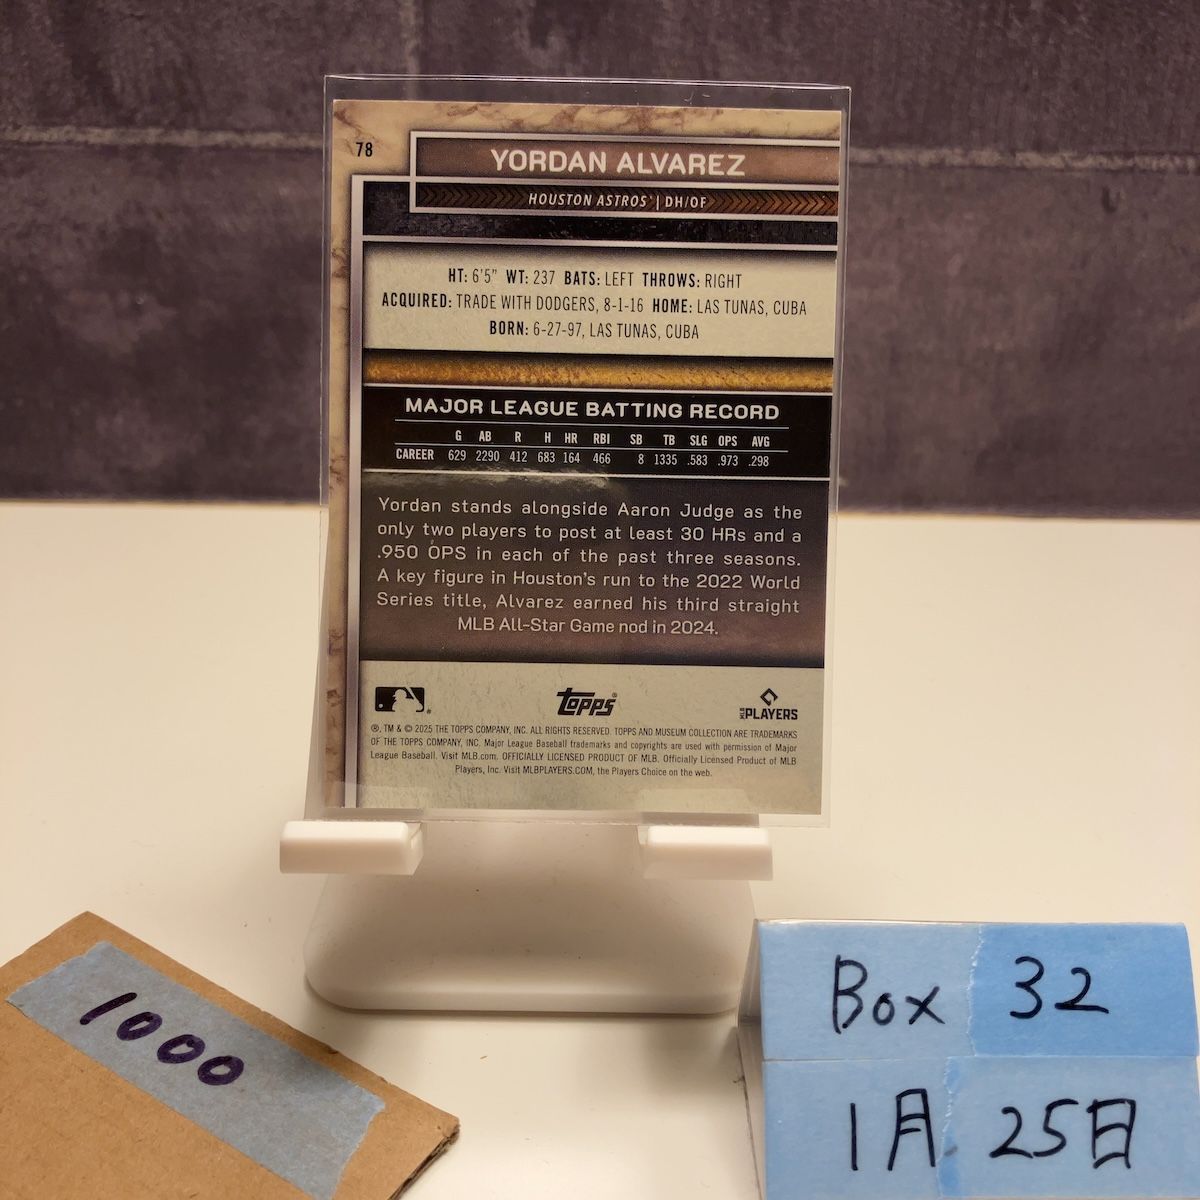 78
YORDAN ALVAREZ
HOUSTON ASTROS® | DH/OF
HT: 6'5" WT: 237 BATS: LEFT THROWS: RIGHT
ACQUIRED: TRADE WITH DODGERS, 8-1-16 HOME: LAS TUNAS, CUBA
BORN: 6-27-97, LAS TUNAS, CUBA
MAJOR LEAGUE BATTING RECORD
G AB R H HR RBI SB TB SLG OPS AVG
CAREER 629 2290 412 683 164 466 8 1335 .583 .973 .298
Yordan stands alongside Aaron Judge as the
only two players to post at least 30 HRs and a
.950 OPS in each of the past three seasons.
A key figure in Houston's run to the 2022 World
Series title, Alvarez earned his third straight
MLB All-Star Game nod in 2024.
Topps®
MLB PLAYERS
®, TM & © 2025 THE TOPPS COMPANY, INC. ALL RIGHTS RESERVED. TOPPS AND MUSEUM COLLECTION ARE TRADEMARKS
OF THE TOPPS COMPANY, INC. Major League Baseball trademarks and copyrights are used with permission of Major
League Baseball. Visit MLB.com. OFFICIALLY LICENSED PRODUCT OF MLB. Officially Licensed Product of MLB
Players, Inc. Visit MLBPLAYERS.COM, the Players Choice on the web.
1000
Box 32
1月25日